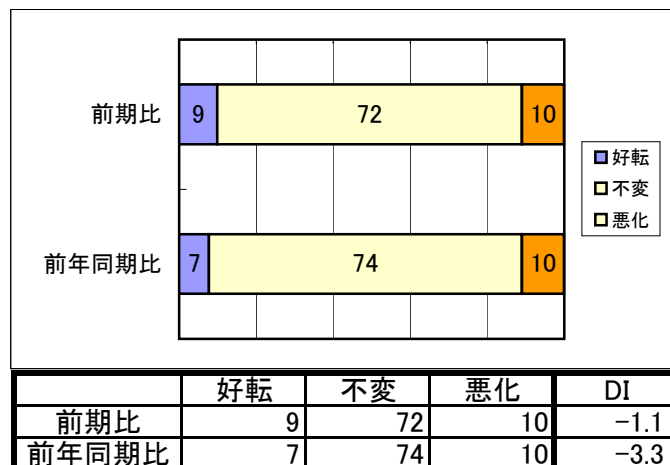 前期比 9 72 10
好転
不変
悪化
前年同期比 7 74 10
好転 不変 悪化 DI
前期比 9 72 10 -1.1
前年同期比 7 74 10 -3.3